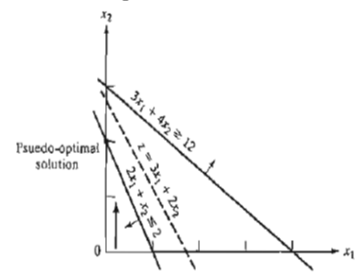 x₂
3x₁ + 4x₂ ≥ 12
Psuedo-optimal
solution
z = 3x₁ + 2x₂
2x₁ + x₂ ≤ 2
0
x₁